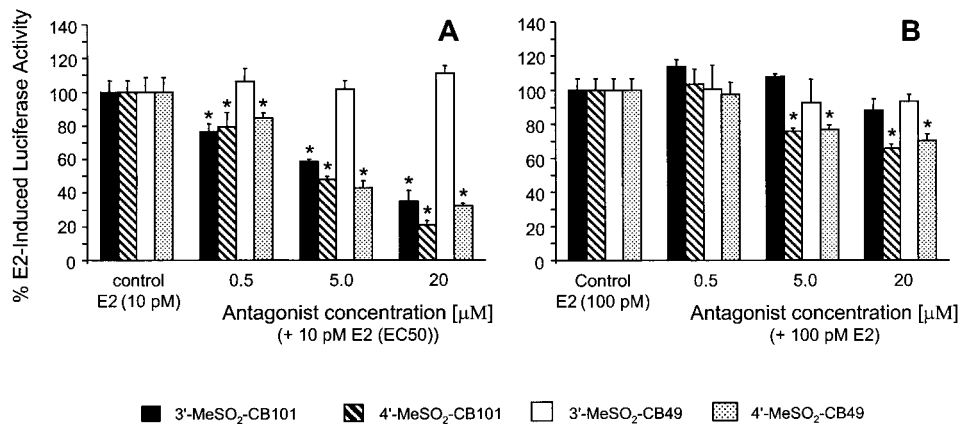 A
B
% E2-Induced Luciferase Activity
140
120
100
80
60
40
20
0
* * *
* * *
* * *
control
E2 (10 pM)
0.5
5.0
20
Antagonist concentration [µM]
(+ 10 pM E2 (EC50))
140
120
100
80
60
40
20
0
* *
* *
Control
E2 (100 pM)
0.5
5.0
20
Antagonist concentration [µM]
(+ 100 pM E2)
3'-MeSO₂-CB101
4'-MeSO₂-CB101
3'-MeSO₂-CB49
4'-MeSO₂-CB49